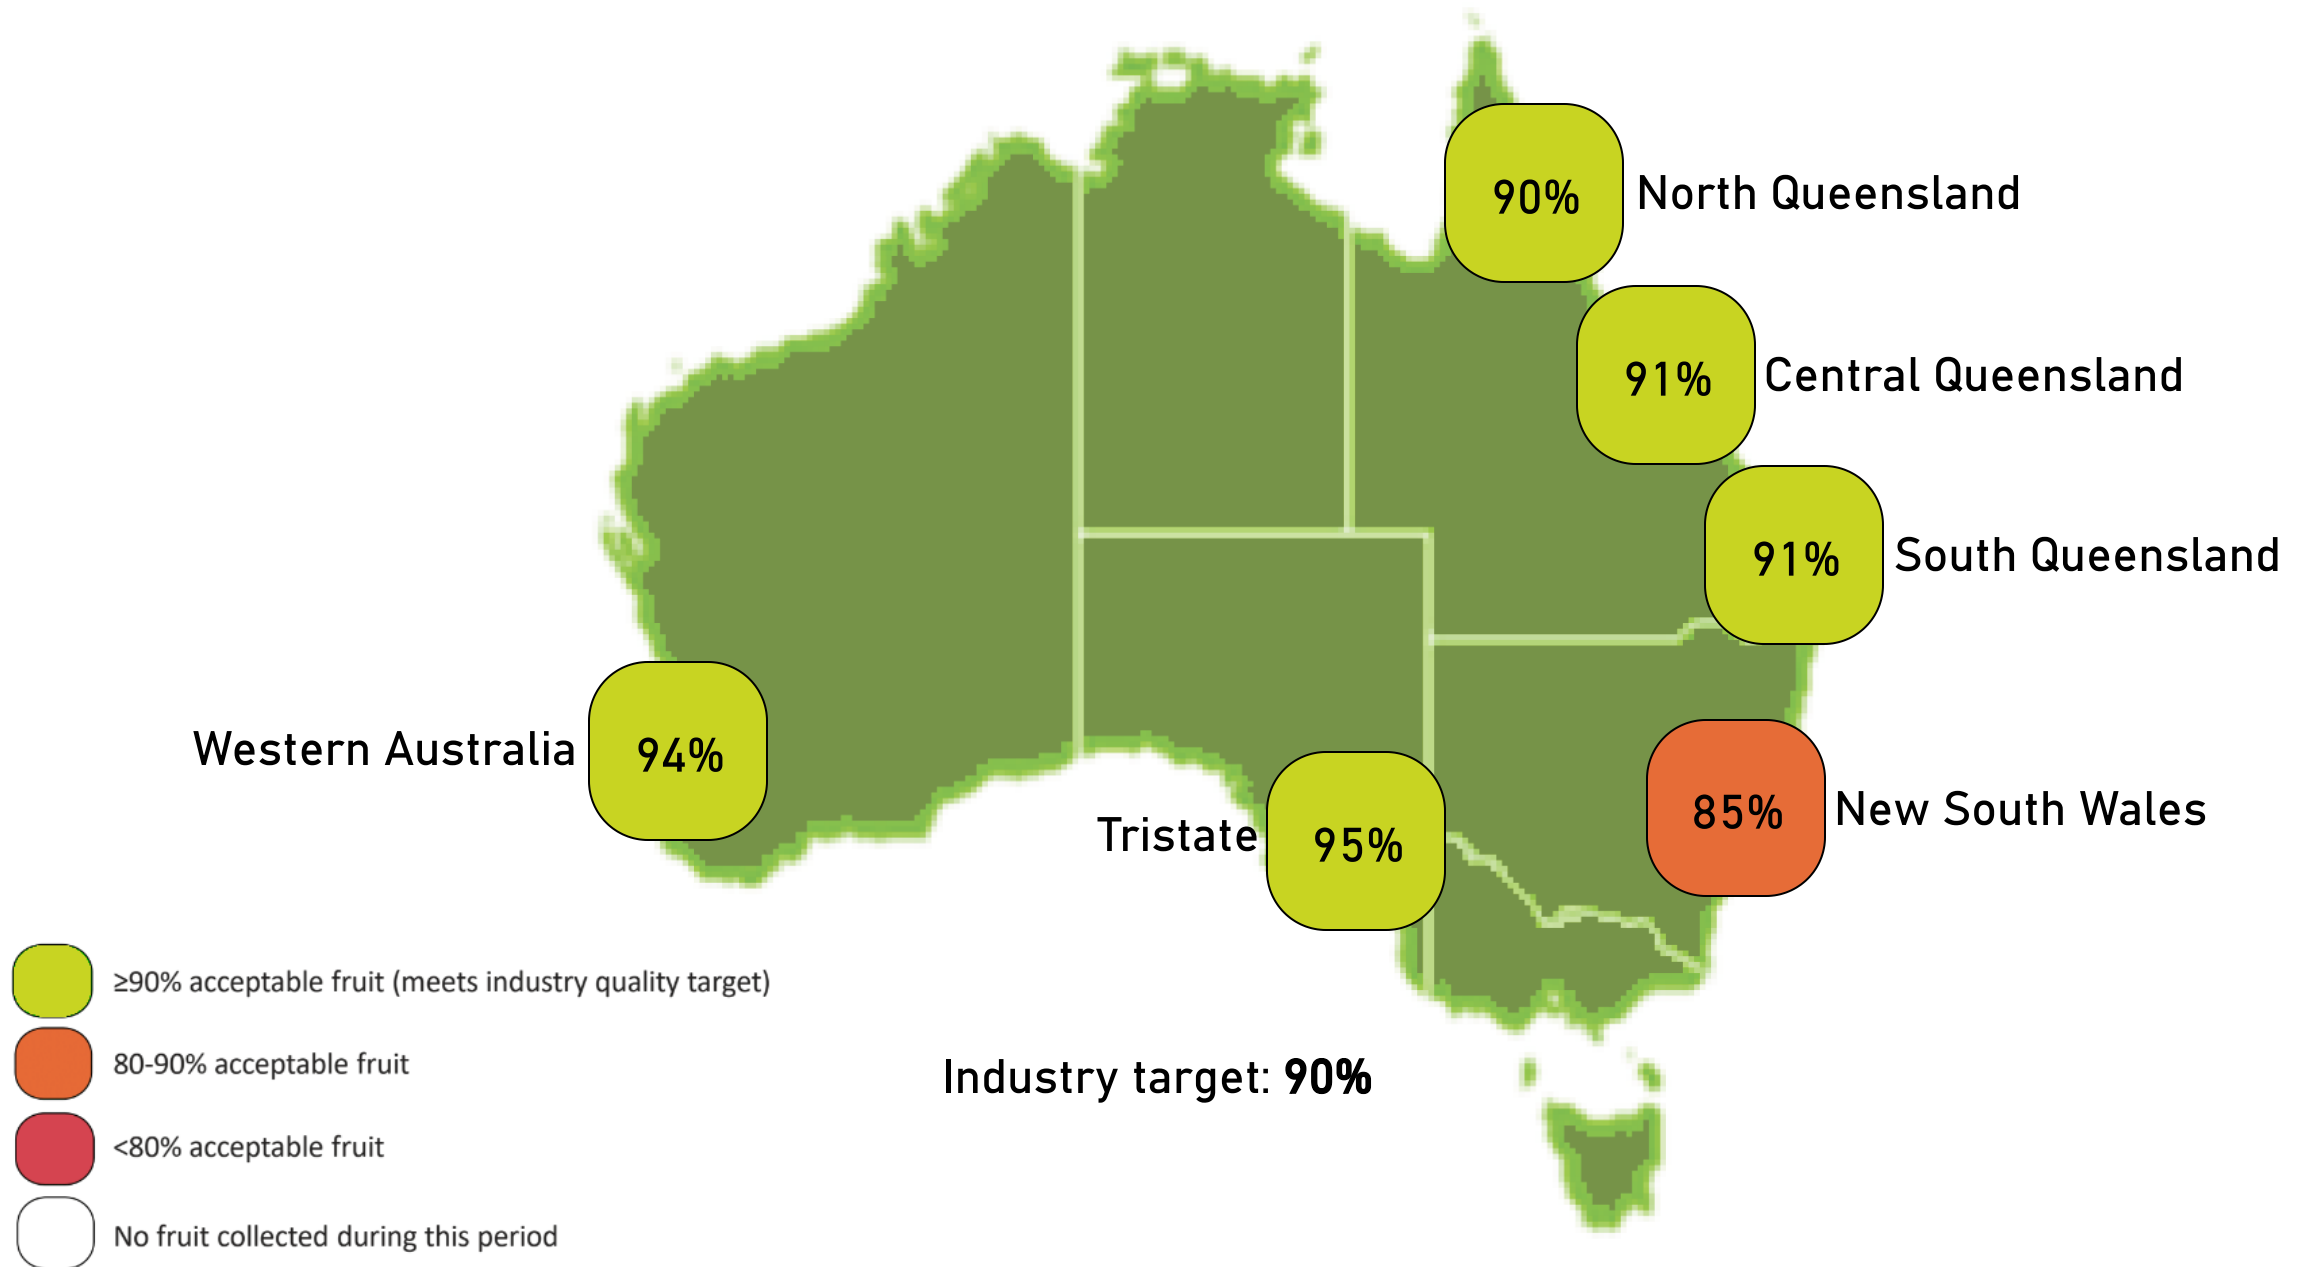 90% North Queensland
91% Central Queensland
91% South Queensland
Western Australia 94%
85% New South Wales
Tristate 95%
≥90% acceptable fruit (meets industry quality target)
80-90% acceptable fruit
Industry target: 90%
<80% acceptable fruit
No fruit collected during this period